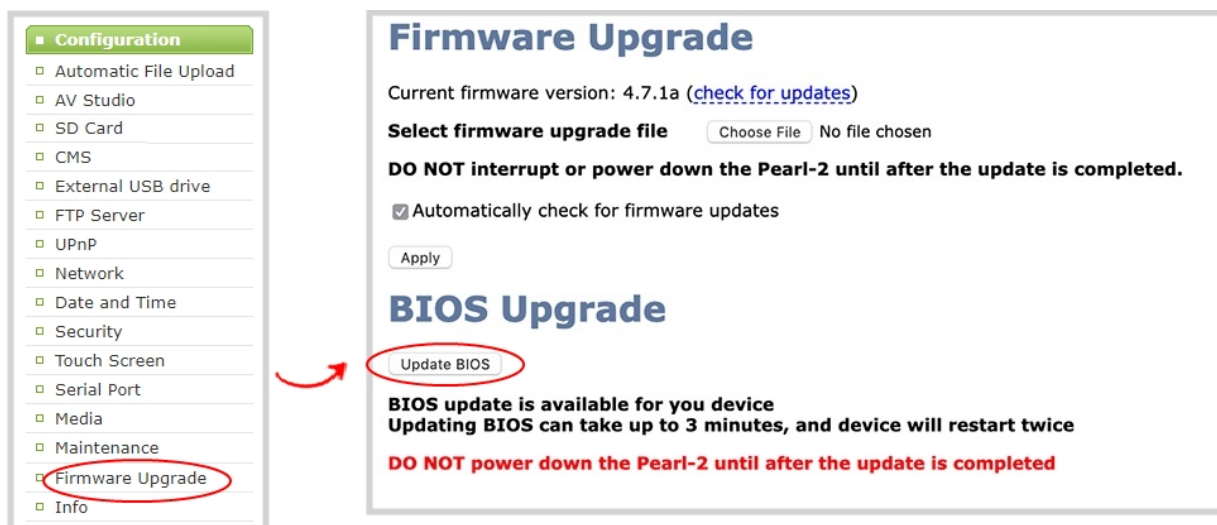 Configuration
Automatic File Upload
AV Studio
SD Card
CMS
External USB drive
FTP Server
UPnP
Network
Date and Time
Security
Touch Screen
Serial Port
Media
Maintenance
Firmware Upgrade
Info
Firmware Upgrade
Current firmware version: 4.7.1a (check for updates)
Select firmware upgrade file Choose File No file chosen
DO NOT interrupt or power down the Pearl-2 until after the update is completed.
Automatically check for firmware updates
Apply
BIOS Upgrade
Update BIOS
BIOS update is available for you device
Updating BIOS can take up to 3 minutes, and device will restart twice
DO NOT power down the Pearl-2 until after the update is completed